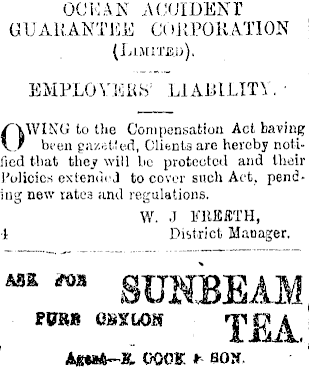 OCEAN ACCIDENT
GUARANTEE CORPORATION
(LIMITED).
EMPLOYERS' LIABILITY.
OWING to the Compensation Act having
been gazetted, Clients are hereby noti-
fied that they will be protected and their
Policies extended to cover such Act, pend-
ing new rates and regulations.
W. J FREETH,
4 District Manager.
ASK FOR SUNBEAM
PURE CEYLON TEA.
Agent—E. COCK & SON.